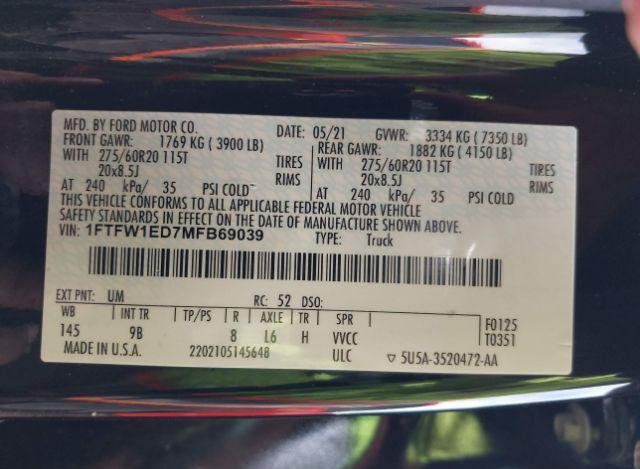 MFD. BY FORD MOTOR CO.
DATE: 05/21 GVWR: 3334 KG ( 7350 LB)
FRONT GAWR: 1769 KG ( 3900 LB) REAR GAWR: 1882 KG ( 4150 LB)
WITH 275/60R20 115T TIRES WITH 275/60R20 115T TIRES
20x8.5J RIMS 20x8.5J RIMS
AT 240 kPa/ 35 PSI COLD AT 240 kPa/ 35 PSI COLD
THIS VEHICLE CONFORMS TO ALL APPLICABLE FEDERAL MOTOR VEHICLE
SAFETY STANDARDS IN EFFECT ON THE DATE OF MANUFACTURE SHOWN ABOVE.
VIN: 1FTFW1ED7MFB69039 TYPE: Truck
EXT PNT: UM RC: 52 DSO:
WB INT TR TP/PS R AXLE TR SPR F0125
145 9B 8 L6 H VVCC T0351
MADE IN U.S.A. 2202105145648 ULC ▽ 5U5A-3520472-AA